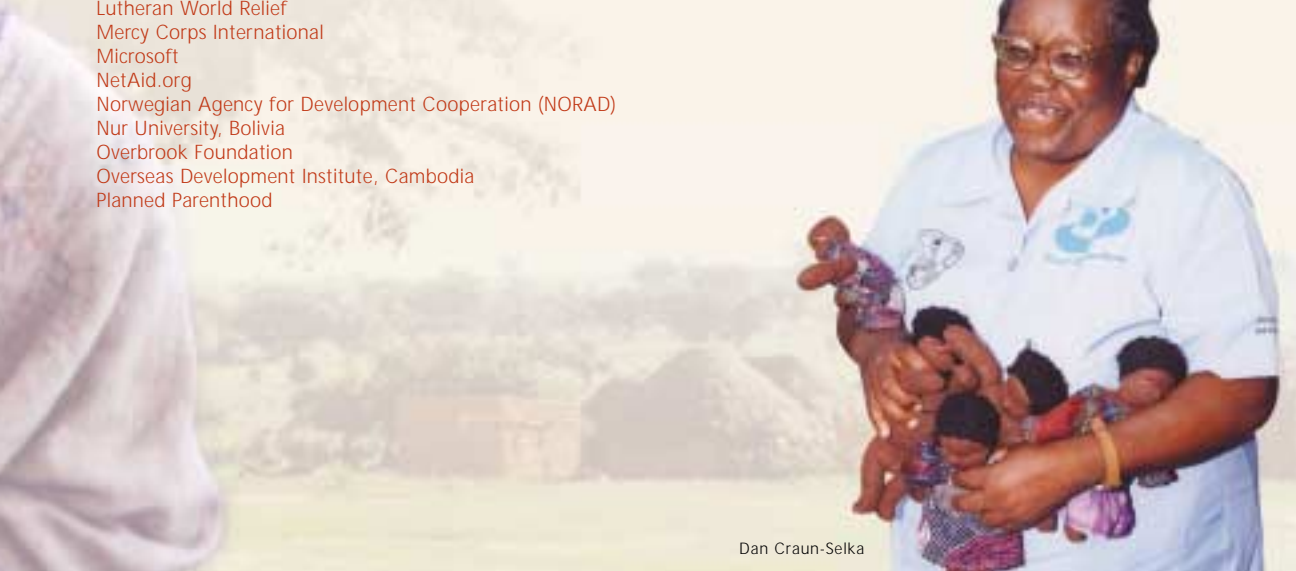 Lutheran World Relief
Mercy Corps International
Microsoft
NetAid.org
Norwegian Agency for Development Cooperation (NORAD)
Nur University, Bolivia
Overbrook Foundation
Overseas Development Institute, Cambodia
Planned Parenthood
Dan Craun-Selka